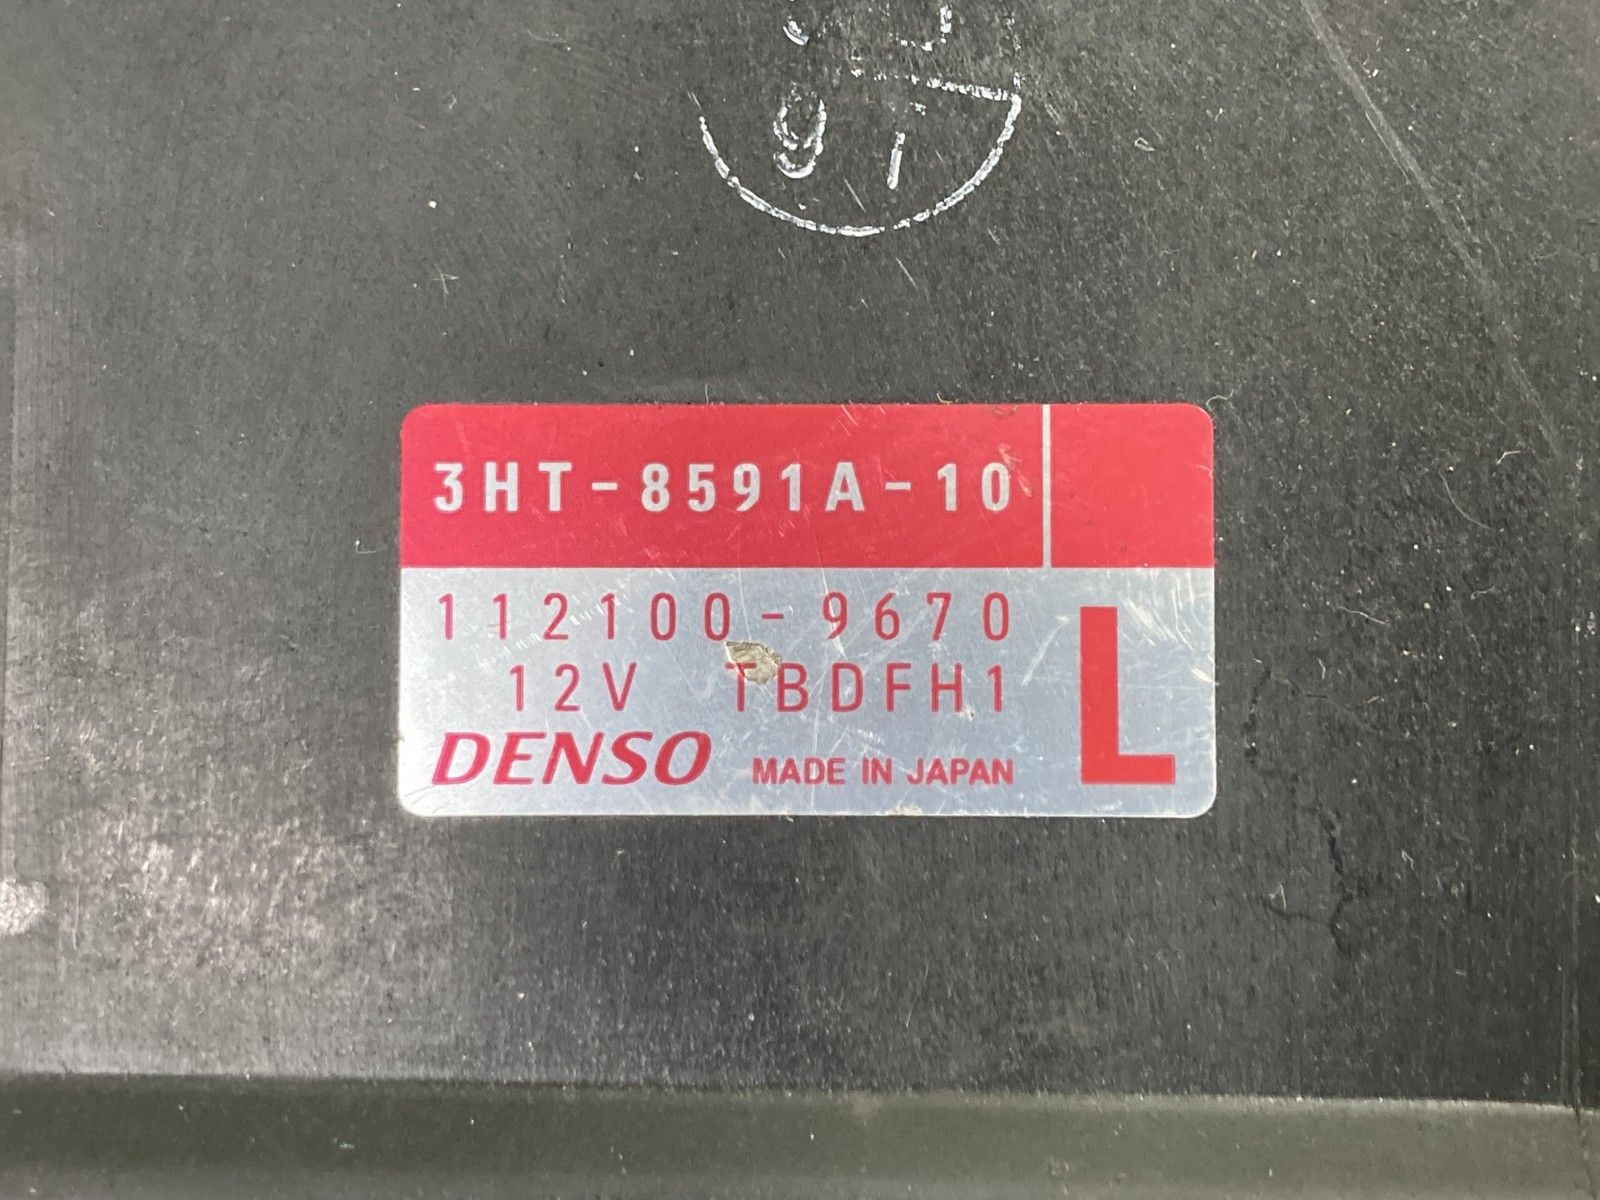 3HT-8591A-10
112100-9670
12V TBDFH1
DENSO MADE IN JAPAN
L